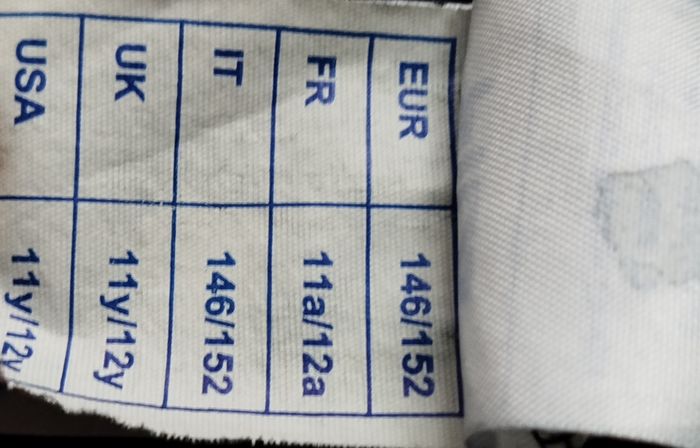 EUR 146/152
FR 11a/12a
IT 146/152
UK 11y/12y
USA 11y/12y